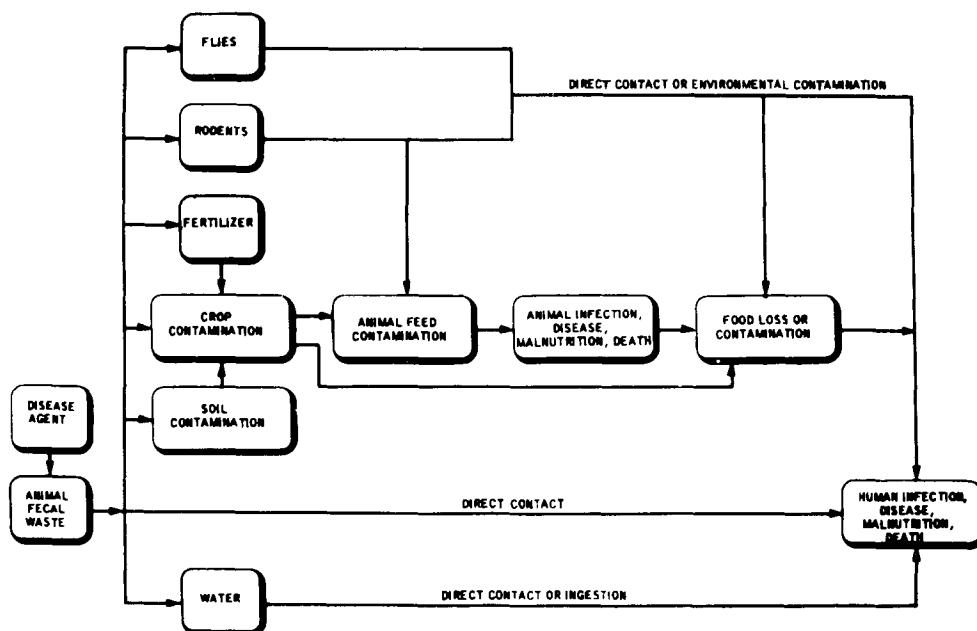 FLIES
DIRECT CONTACT OR ENVIRONMENTAL CONTAMINATION
RODENTS
FERTILIZER
CROP
CONTAMINATION
ANIMAL FEED
CONTAMINATION
ANIMAL INFECTION,
DISEASE,
MALNUTRITION, DEATH
FOOD LOSS OR
CONTAMINATION
DISEASE
AGENT
SOIL
CONTAMINATION
ANIMAL
FECAL
WASTE
DIRECT CONTACT
HUMAN INFECTION,
DISEASE,
MALNUTRITION,
DEATH
WATER
DIRECT CONTACT OR INGESTION